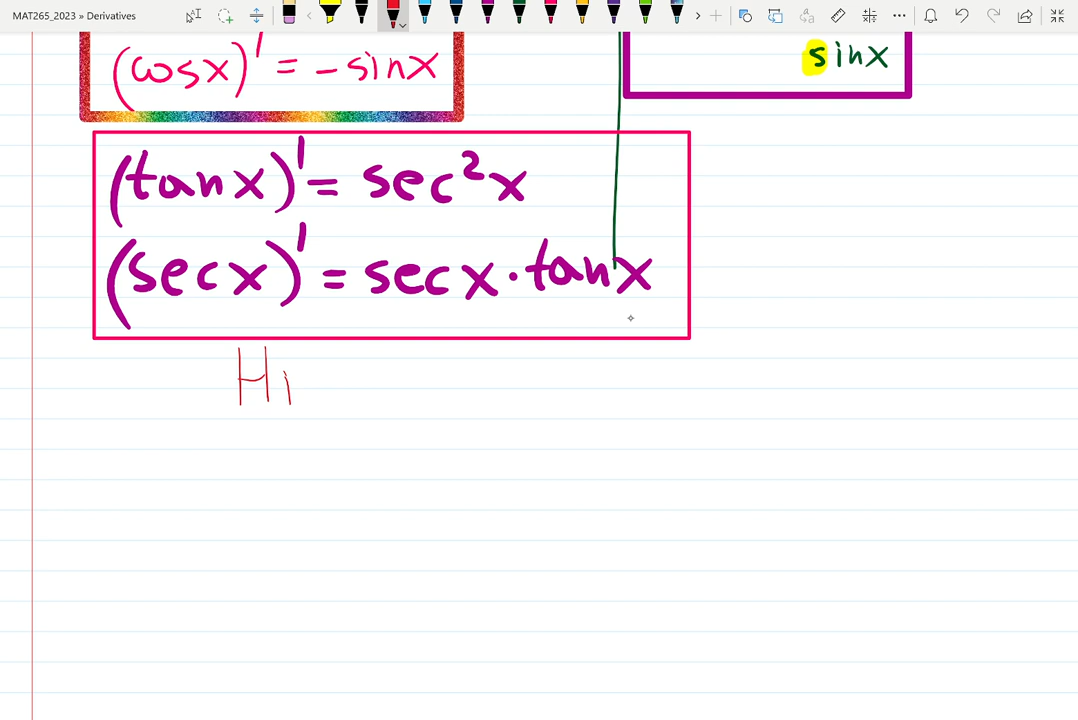 MAT265_2023 » Derivatives
(cosx)' = -sinx
sinx
(tanx)' = sec²x
(secx)' = secx·tanx
Hi